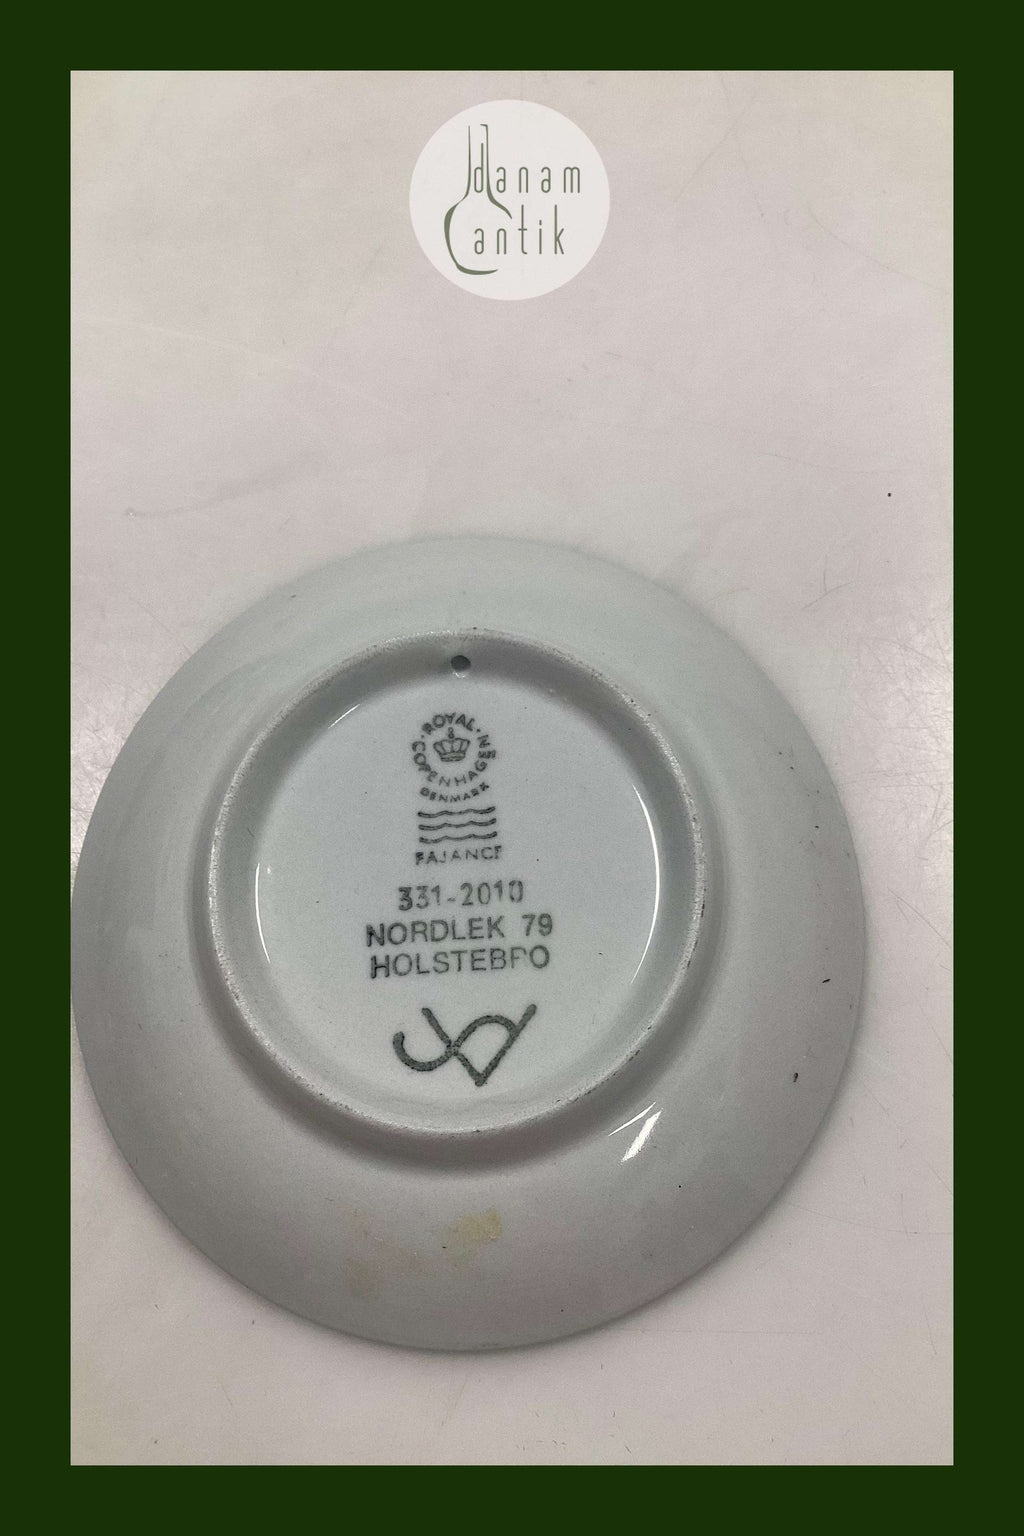 danam
antik
ROYAL COPENHAGEN
DENMARK
FAJANCE
331-2010
NORDLEK 79
HOLSTEBRO